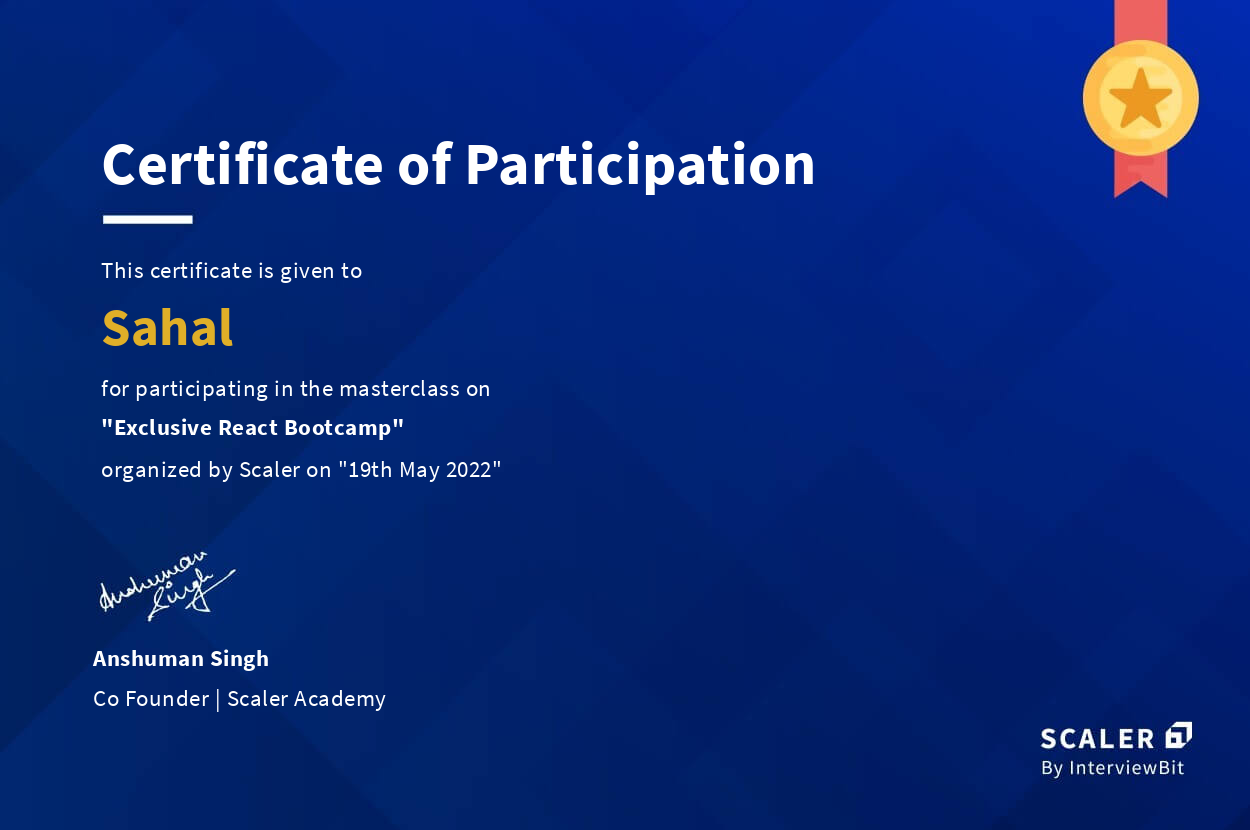 Certificate of Participation
This certificate is given to
Sahal
for participating in the masterclass on
"Exclusive React Bootcamp"
organized by Scaler on "19th May 2022"
Anshuman
Singh
Anshuman Singh
Co Founder | Scaler Academy
SCALER
By InterviewBit